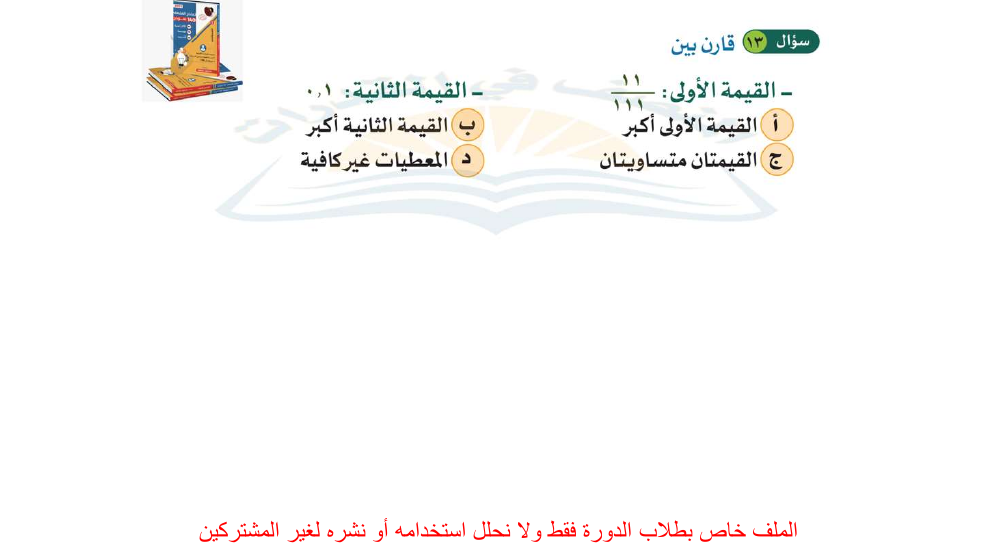 سؤال ١٣ قارن بين
– القيمة الأولى: ١١/١١١ – القيمة الثانية: ٠,١
أ القيمة الأولى أكبر ب القيمة الثانية أكبر
ج القيمتان متساويتان د المعطيات غير كافية
الملف خاص بطلاب الدورة فقط ولا نحلل استخدامه أو نشره لغير المشتركين